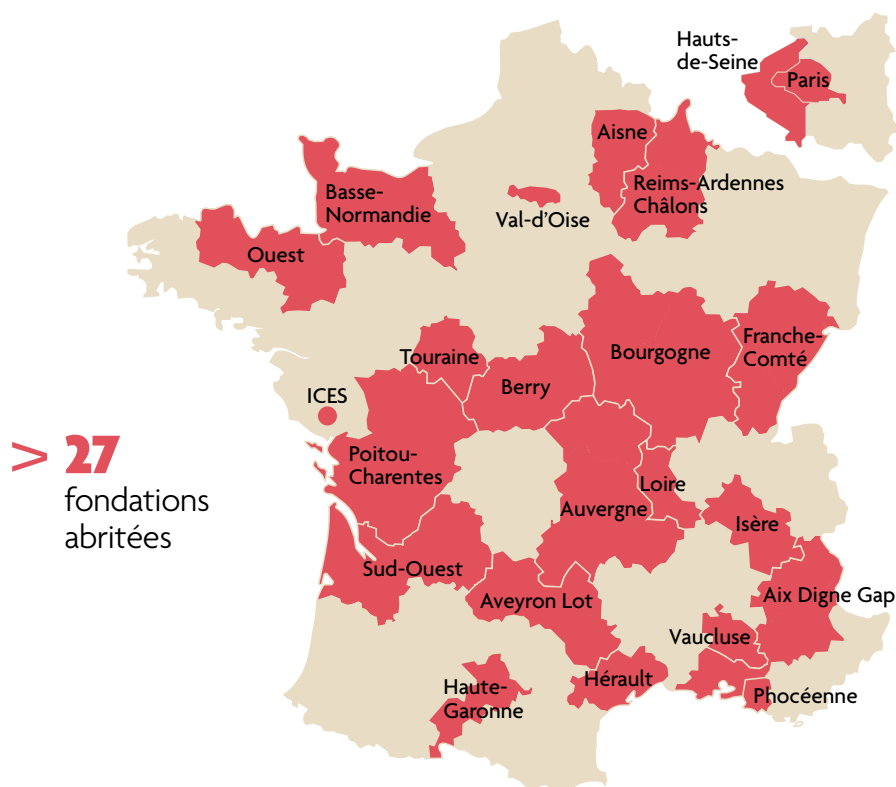 Hauts-
de-Seine
Paris
Aisne
Reims-Ardennes
Châlons
Basse-
Normandie
Val-d'Oise
Ouest
Touraine
Berry
Bourgogne
Franche-
Comté
ICES
> 27
fondations
abritées
Poitou-
Charentes
Loire
Auvergne
Isère
Sud-Ouest
Aveyron Lot
Aix Digne Gap
Vaucluse
Haute-
Garonne
Hérault
Phocéenne